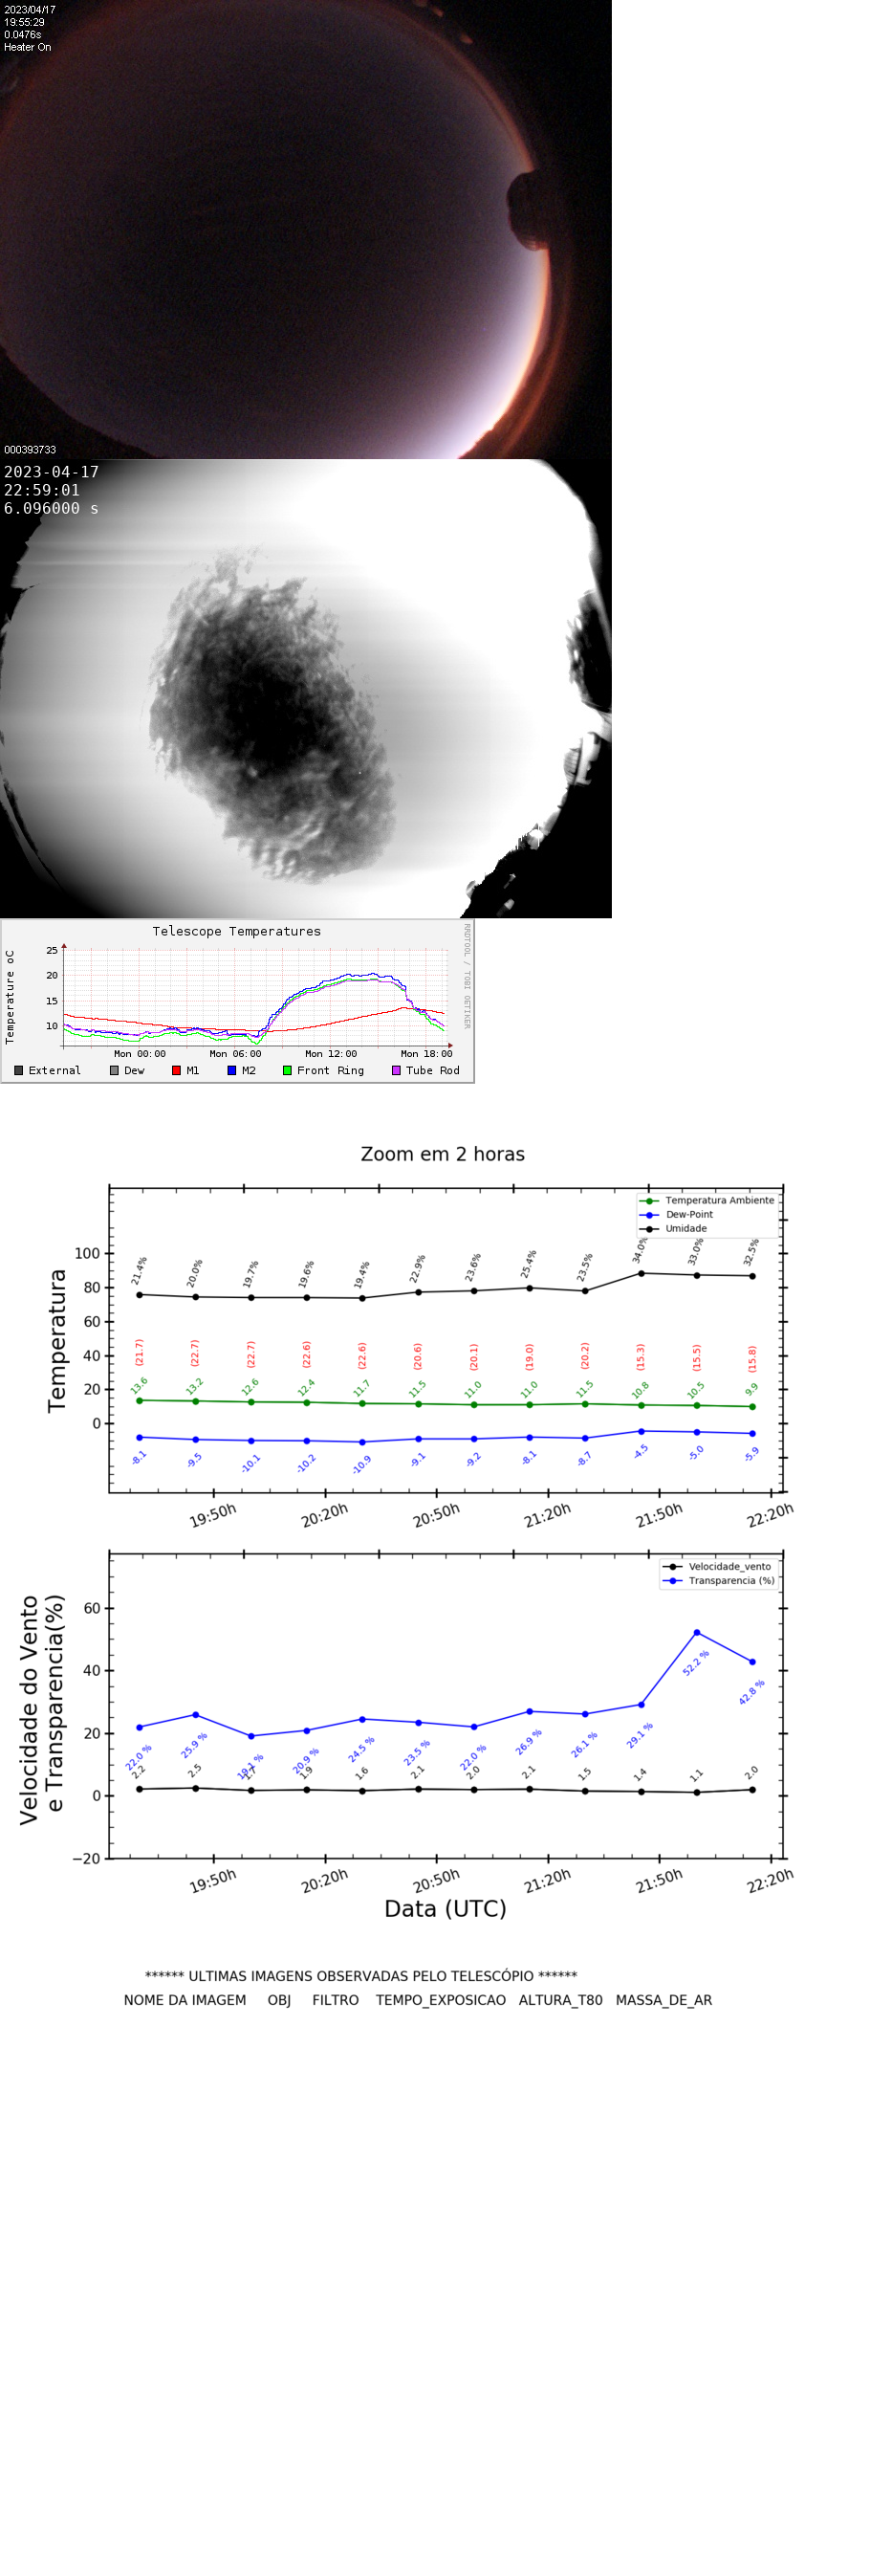 2023/04/17
19:55:29
0.0476s
Heater On
000393733
2023-04-17
22:59:01
6.096000 s
Telescope Temperatures
RRDTOOL / TOBI OETIKER
Temperature oC
25
20
15
10
Mon 00:00 Mon 06:00 Mon 12:00 Mon 18:00
External Dew M1 M2 Front Ring Tube Rod
Zoom em 2 horas
Temperatura Ambiente
Dew-Point
Umidade
Temperatura
100
80
60
40
20
0
21.4% 20.0% 19.7% 19.6% 19.4% 22.9% 23.6% 25.4% 23.5% 34.0% 33.0% 32.5%
(21.7) (22.7) (22.7) (22.6) (22.6) (20.6) (20.1) (19.0) (20.2) (15.3) (15.5) (15.8)
13.6 13.2 12.6 12.4 11.7 11.5 11.0 11.0 11.5 10.8 10.5 9.9
-8.1 -9.5 -10.1 -10.2 -10.9 -9.1 -9.2 -8.1 -8.7 -4.5 -5.0 -5.9
19:50h 20:20h 20:50h 21:20h 21:50h 22:20h
Velocidade_vento
Transparencia (%)
Velocidade do Vento
e Transparencia(%)
60
40
20
0
−20
22.0 % 25.9 % 19.1 % 20.9 % 24.5 % 23.5 % 22.0 % 26.9 % 26.1 % 29.1 % 52.2 % 42.8 %
2.2 2.5 1.7 1.9 1.6 2.1 2.0 2.1 1.5 1.4 1.1 2.0
19:50h 20:20h 20:50h 21:20h 21:50h 22:20h
Data (UTC)
****** ULTIMAS IMAGENS OBSERVADAS PELO TELESCÓPIO ******
NOME DA IMAGEM OBJ FILTRO TEMPO_EXPOSICAO ALTURA_T80 MASSA_DE_AR